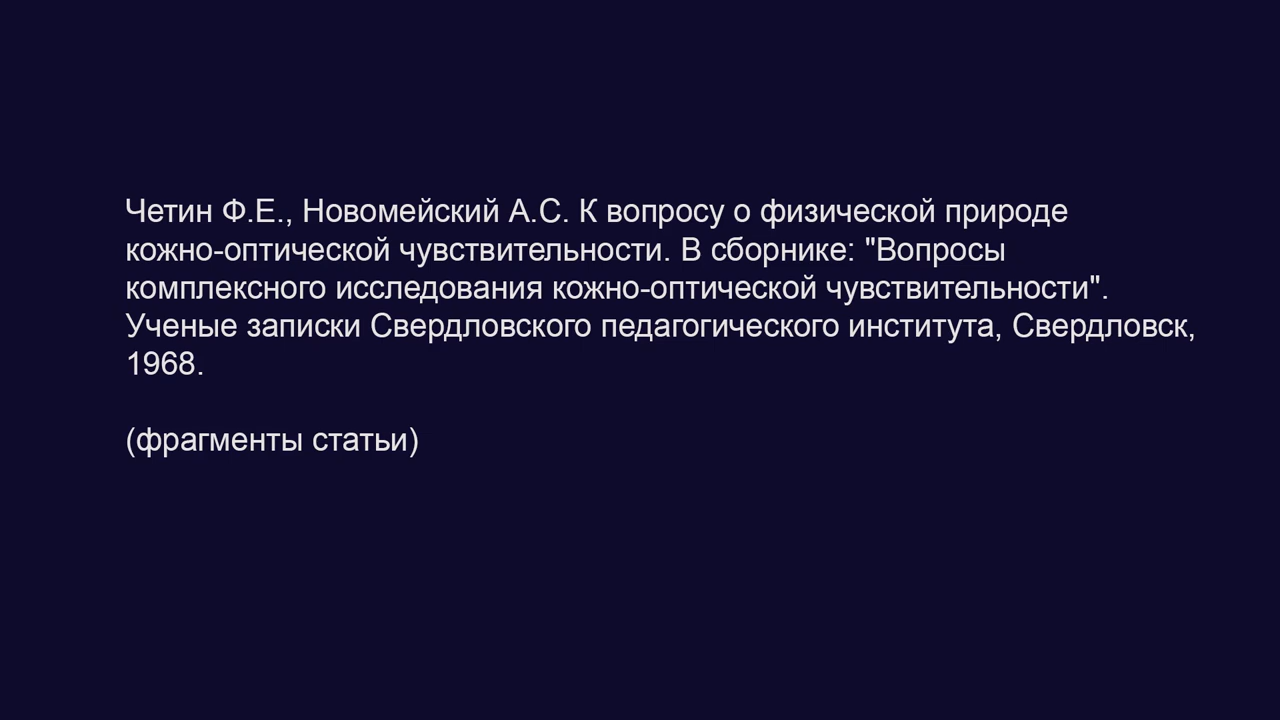 Четин Ф.Е., Новомейский А.С. К вопросу о физической природе
кожно-оптической чувствительности. В сборнике: "Вопросы
комплексного исследования кожно-оптической чувствительности".
Ученые записки Свердловского педагогического института, Свердловск,
1968.
(фрагменты статьи)